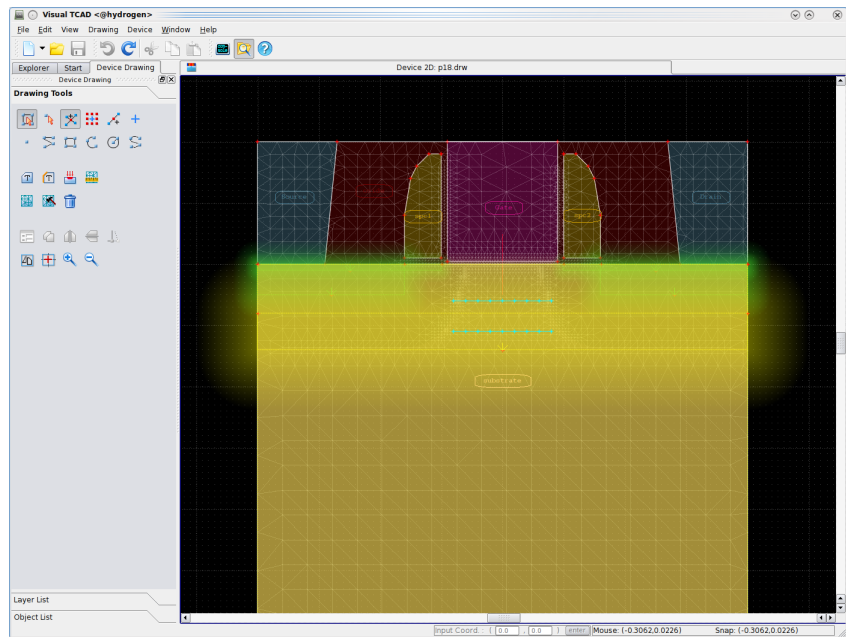 Visual TCAD <@hydrogen>
File Edit View Drawing Device Window Help
Explorer Start Device Drawing
Device 2D: p18.drw
Device Drawing
Drawing Tools
Source
Gate
Drain
spc1
spc2
substrate
Layer List
Object List
Input Coord.: ( 0.0 , 0.0 ) enter Mouse: (-0.3062,0.0226) Snap: (-0.3062,0.0226)